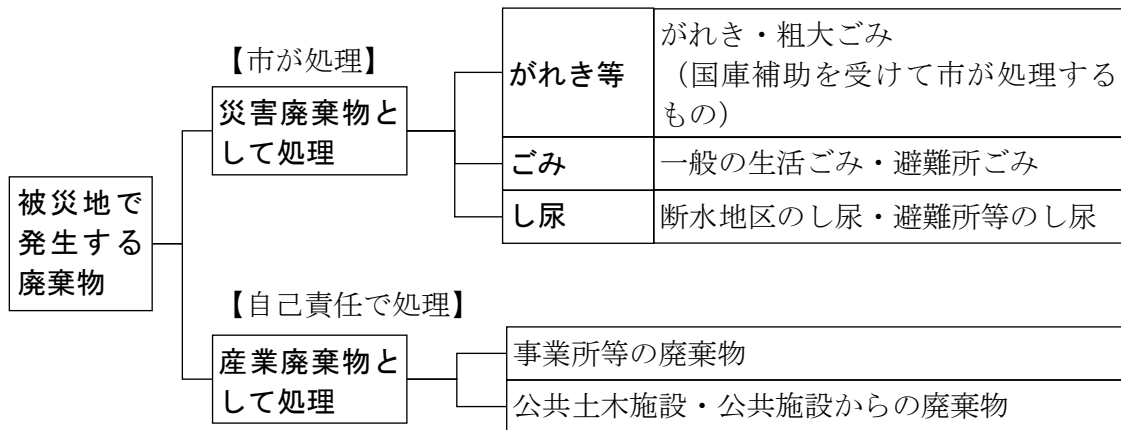 被災地で
発生する
廃棄物
【市が処理】
災害廃棄物と
して処理
がれき等
がれき・粗大ごみ
（国庫補助を受けて市が処理する
もの）
ごみ
一般の生活ごみ・避難所ごみ
し尿
断水地区のし尿・避難所等のし尿
【自己責任で処理】
産業廃棄物と
して処理
事業所等の廃棄物
公共土木施設・公共施設からの廃棄物